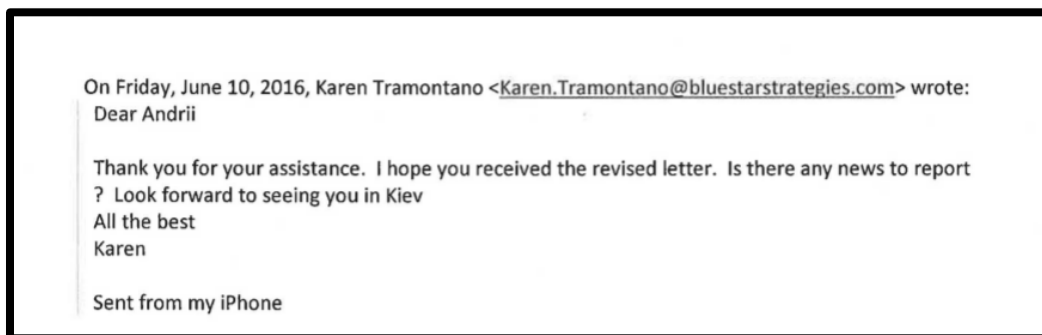 On Friday, June 10, 2016, Karen Tramontano <Karen.Tramontano@bluestarstrategies.com> wrote:
Dear Andrii
Thank you for your assistance.  I hope you received the revised letter.  Is there any news to report
?  Look forward to seeing you in Kiev
All the best
Karen
Sent from my iPhone